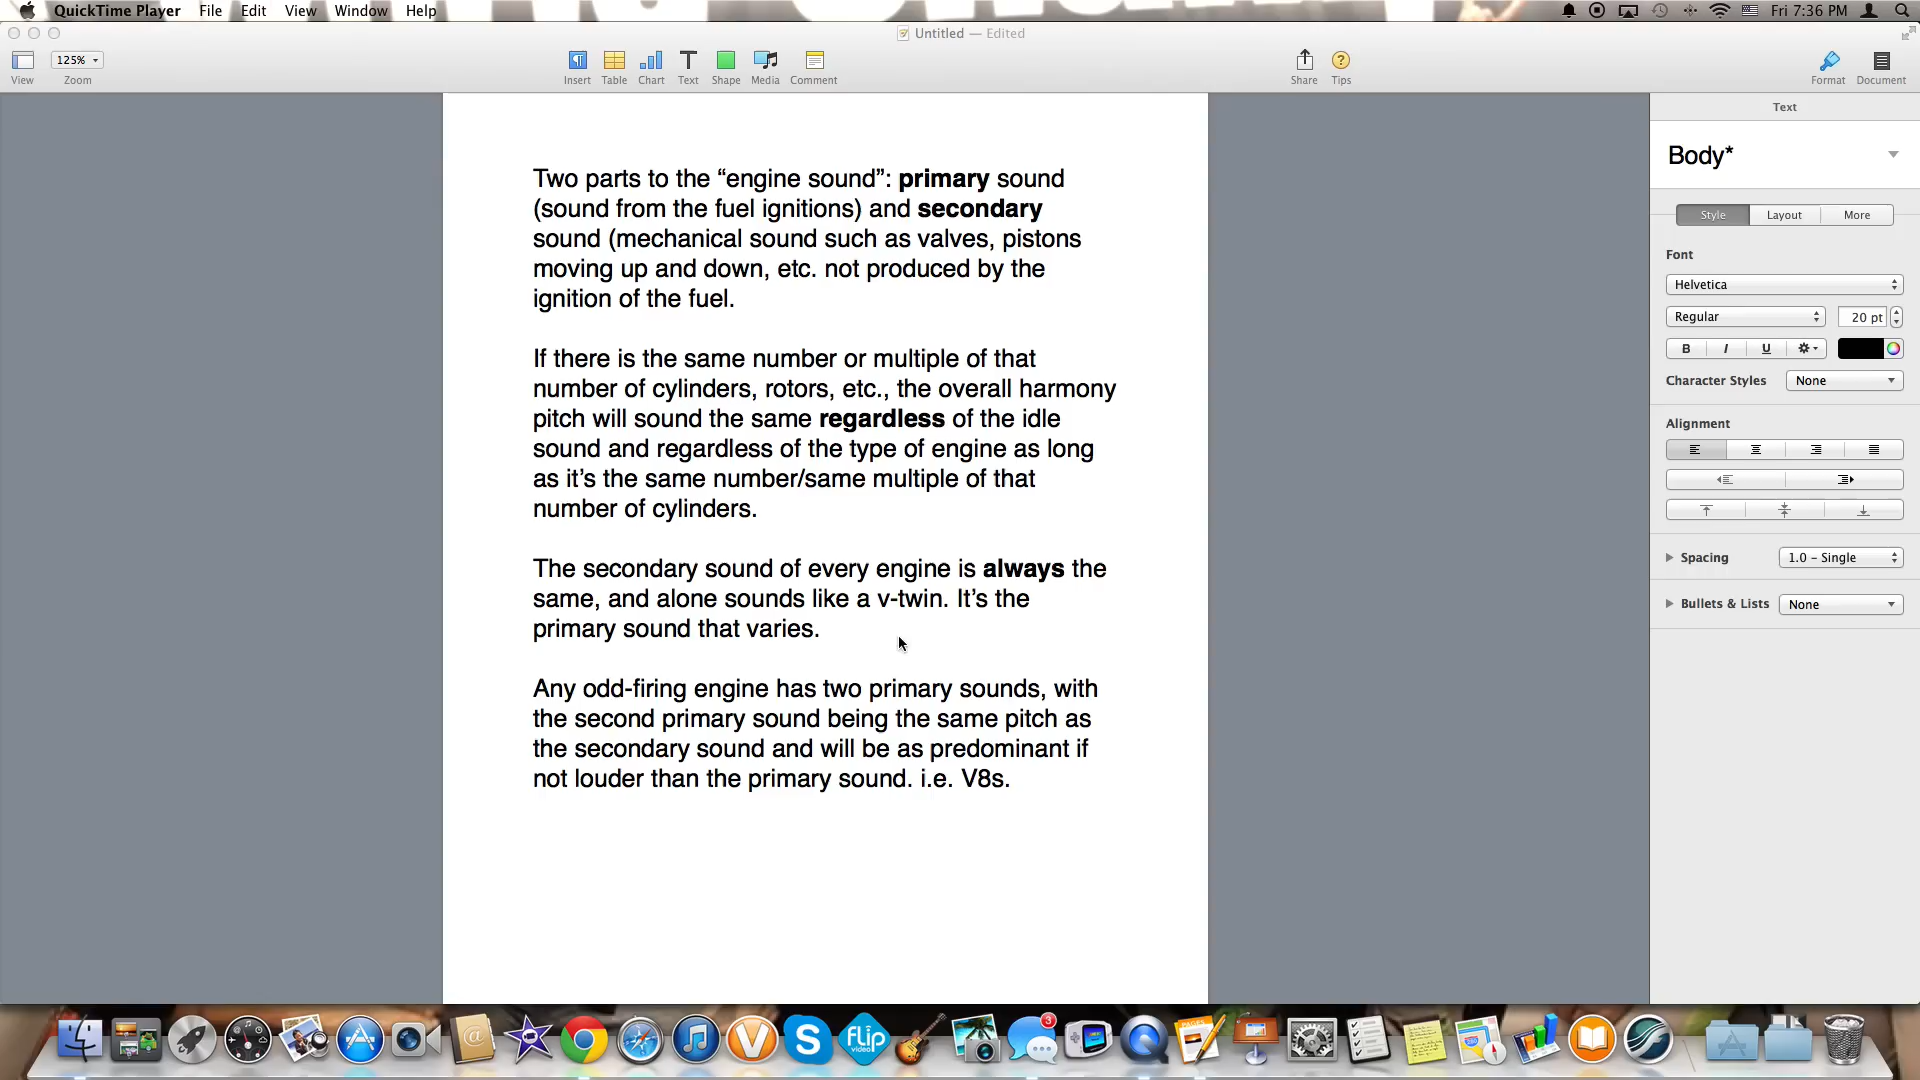 QuickTime Player File Edit View Window Help Fri 7:36 PM
Untitled — Edited
125%
View Zoom Insert Table Chart Text Shape Media Comment Share Tips Format Document
Text
Body*
Style Layout More
Font
Helvetica
Regular 20 pt
B I U
Character Styles None
Alignment
Spacing 1.0 – Single
Bullets & Lists None
Two parts to the “engine sound”: primary sound
(sound from the fuel ignitions) and secondary
sound (mechanical sound such as valves, pistons
moving up and down, etc. not produced by the
ignition of the fuel.
If there is the same number or multiple of that
number of cylinders, rotors, etc., the overall harmony
pitch will sound the same regardless of the idle
sound and regardless of the type of engine as long
as it’s the same number/same multiple of that
number of cylinders.
The secondary sound of every engine is always the
same, and alone sounds like a v-twin. It’s the
primary sound that varies.
Any odd-firing engine has two primary sounds, with
the second primary sound being the same pitch as
the secondary sound and will be as predominant if
not louder than the primary sound. i.e. V8s.
flip
video
3